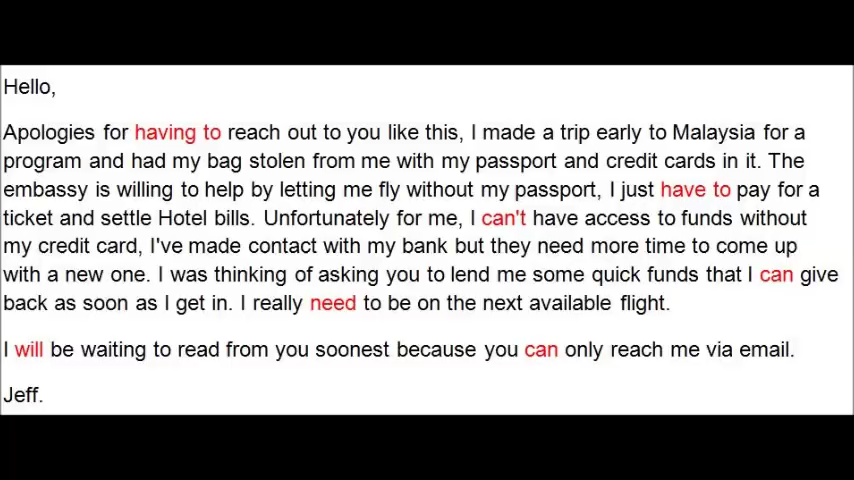 Hello,
Apologies for having to reach out to you like this, I made a trip early to Malaysia for a
program and had my bag stolen from me with my passport and credit cards in it. The
embassy is willing to help by letting me fly without my passport, I just have to pay for a
ticket and settle Hotel bills. Unfortunately for me, I can't have access to funds without
my credit card, I've made contact with my bank but they need more time to come up
with a new one. I was thinking of asking you to lend me some quick funds that I can give
back as soon as I get in. I really need to be on the next available flight.
I will be waiting to read from you soonest because you can only reach me via email.
Jeff.